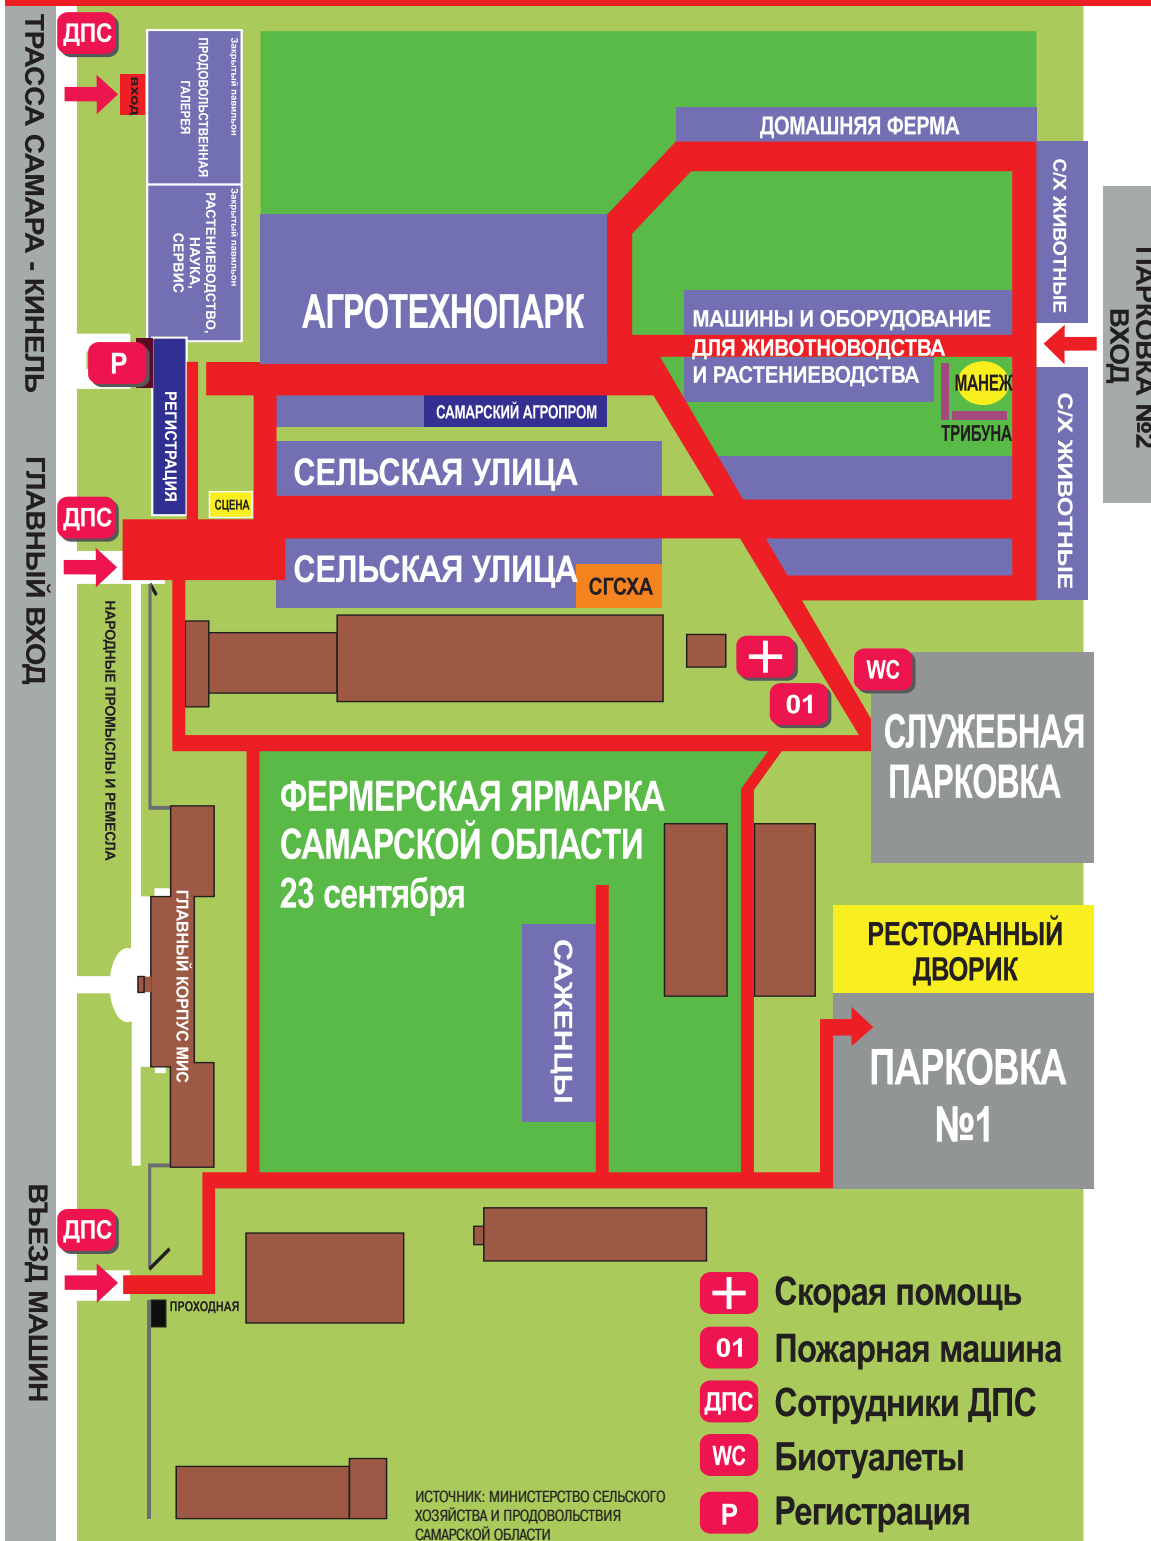 ТРАССА САМАРА - КИНЕЛЬ
ГЛАВНЫЙ ВХОД
ВЪЕЗД МАШИН
ДПС
ВХОД
Закрытый павильон
ПРОДОВОЛЬСТВЕННАЯ
ГАЛЕРЕЯ
Закрытый павильон
РАСТЕНИЕВОДСТВО,
НАУКА,
СЕРВИС
ДОМАШНЯЯ ФЕРМА
С/Х ЖИВОТНЫЕ
ПАРКОВКА №2
ВХОД
АГРОТЕХНОПАРК
МАШИНЫ И ОБОРУДОВАНИЕ
ДЛЯ ЖИВОТНОВОДСТВА
И РАСТЕНИЕВОДСТВА
МАНЕЖ
ТРИБУНА
С/Х ЖИВОТНЫЕ
P
РЕГИСТРАЦИЯ
САМАРСКИЙ АГРОПРОМ
СЕЛЬСКАЯ УЛИЦА
СЦЕНА
ДПС
СЕЛЬСКАЯ УЛИЦА
СГСХА
НАРОДНЫЕ ПРОМЫСЛЫ И РЕМЕСЛА
01
WC
СЛУЖЕБНАЯ
ПАРКОВКА
ФЕРМЕРСКАЯ ЯРМАРКА
САМАРСКОЙ ОБЛАСТИ
23 сентября
ГЛАВНЫЙ КОРПУС МИС
САЖЕНЦЫ
РЕСТОРАННЫЙ
ДВОРИК
ПАРКОВКА
№1
ДПС
ПРОХОДНАЯ
Скорая помощь
01 Пожарная машина
ДПС Сотрудники ДПС
WC Биотуалеты
P Регистрация
ИСТОЧНИК: МИНИСТЕРСТВО СЕЛЬСКОГО
ХОЗЯЙСТВА И ПРОДОВОЛЬСТВИЯ
САМАРСКОЙ ОБЛАСТИ